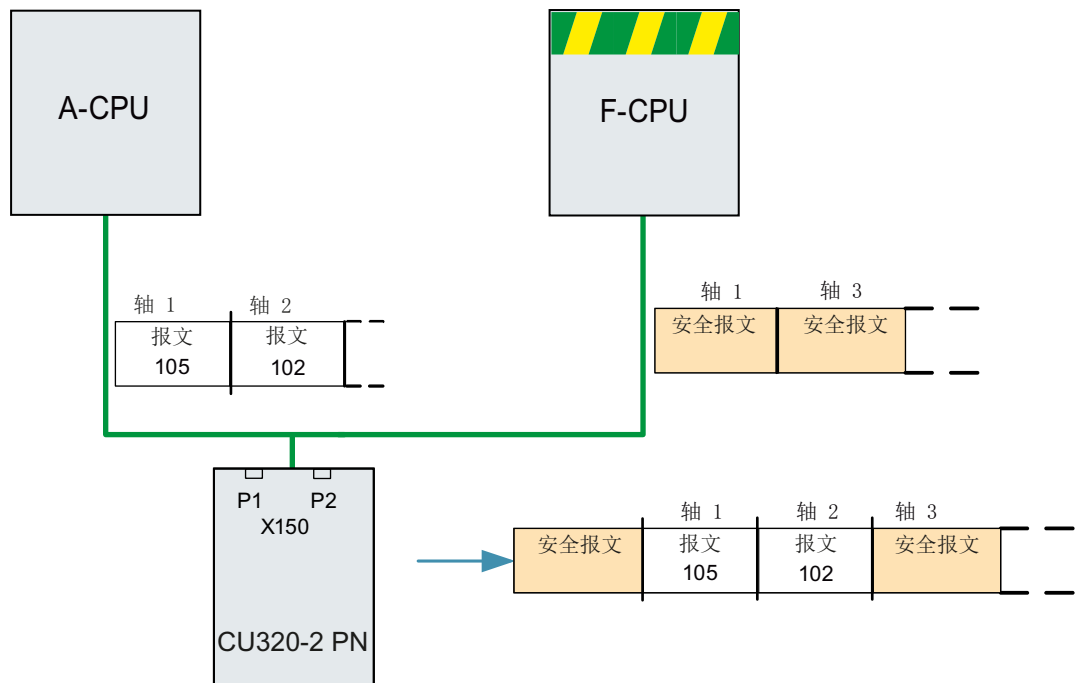 A-CPU
F-CPU
轴 1
轴 2
报文
105
报文
102
轴 1
轴 3
安全报文
安全报文
P1
P2
X150
CU320-2 PN
轴 1
轴 2
轴 3
安全报文
报文
105
报文
102
安全报文